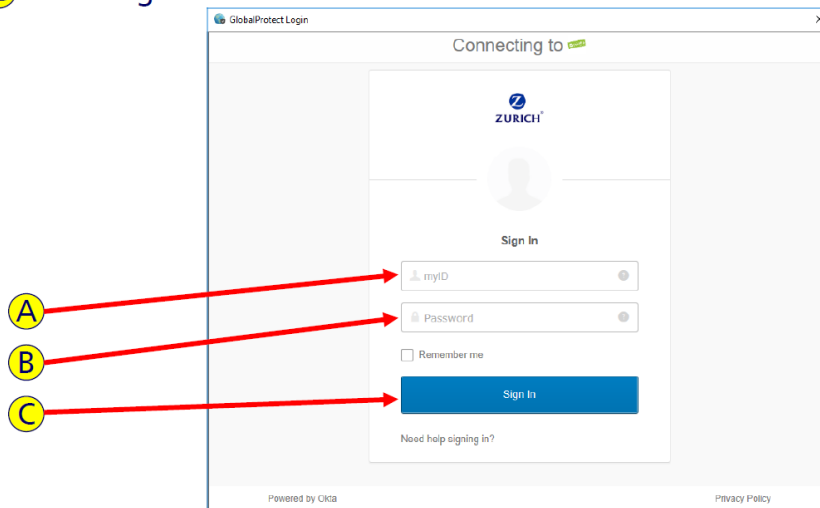 GlobalProtect Login
Connecting to
ZURICH
Sign In
A
myID
B
Password
Remember me
C
Sign In
Need help signing in?
Powered by Okta
Privacy Policy